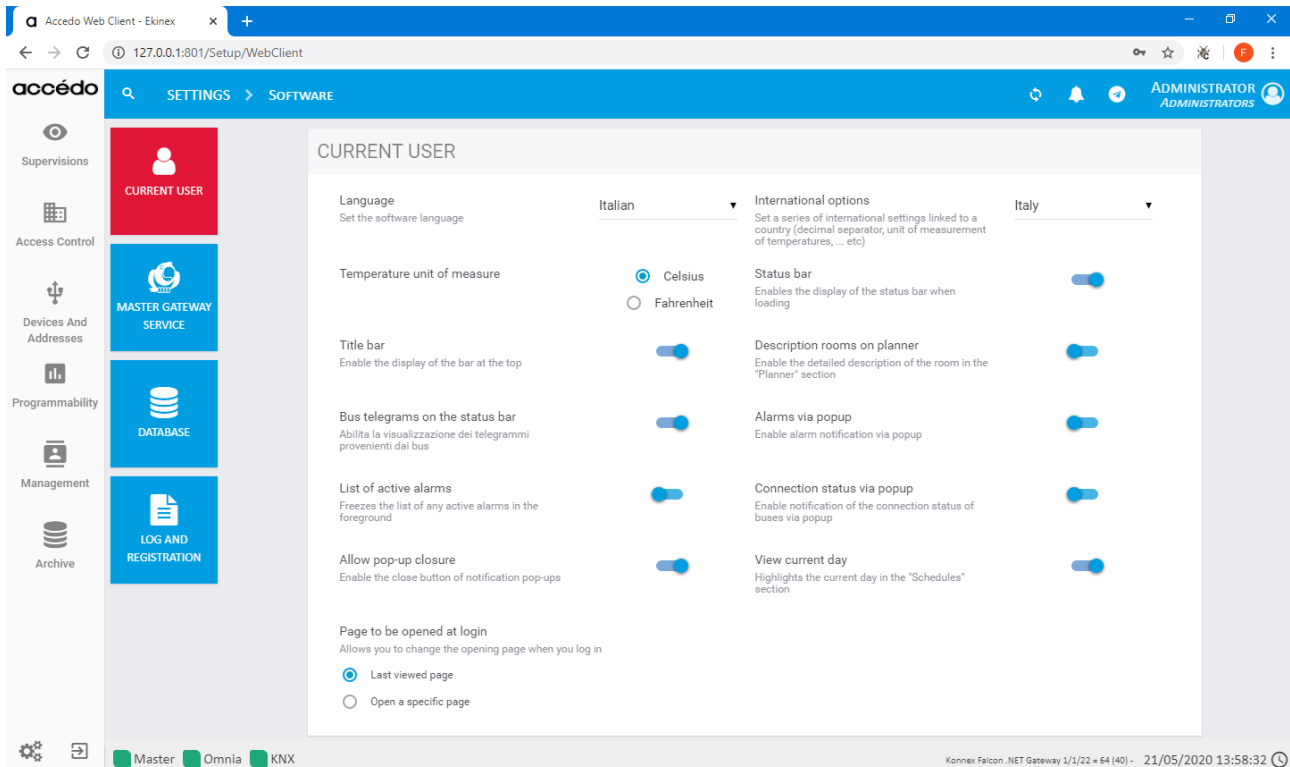 Accedo Web Client - Ekinex
127.0.0.1:801/Setup/WebClient
F
accédo
SETTINGS > SOFTWARE
ADMINISTRATOR
ADMINISTRATORS
Supervisions
Access Control
Devices And
Addresses
Programmability
Management
Archive
CURRENT USER
MASTER GATEWAY
SERVICE
DATABASE
LOG AND
REGISTRATION
CURRENT USER
Language
Set the software language
Italian
International options
Set a series of international settings linked to a
country (decimal separator, unit of measurement
of temperatures, ... etc)
Italy
Temperature unit of measure
Celsius
Fahrenheit
Status bar
Enables the display of the status bar when
loading
Title bar
Enable the display of the bar at the top
Description rooms on planner
Enable the detailed description of the room in the
"Planner" section
Bus telegrams on the status bar
Abilita la visualizzazione dei telegrammi
provenienti dai bus
Alarms via popup
Enable alarm notification via popup
List of active alarms
Freezes the list of any active alarms in the
foreground
Connection status via popup
Enable notification of the connection status of
buses via popup
Allow pop-up closure
Enable the close button of notification pop-ups
View current day
Highlights the current day in the "Schedules"
section
Page to be opened at login
Allows you to change the opening page when you log in
Last viewed page
Open a specific page
Master Omnia KNX
Konnex Falcon .NET Gateway 1/1/22 = 64 (40) - 21/05/2020 13:58:32